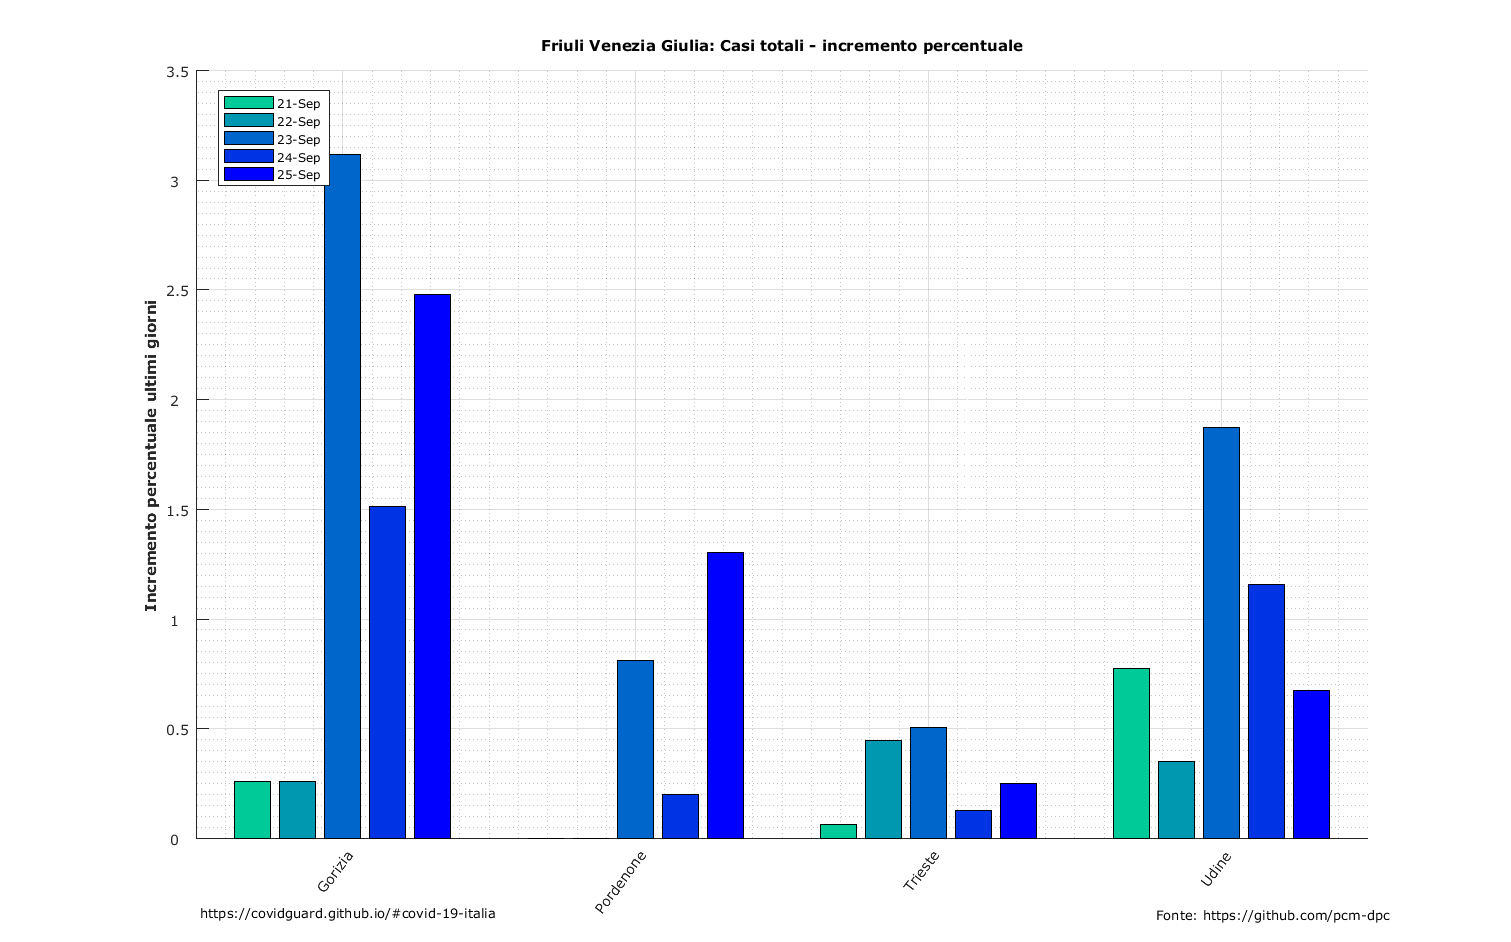 Friuli Venezia Giulia: Casi totali - incremento percentuale
3.5
3
2.5
2
1.5
1
0.5
0
Incremento percentuale ultimi giorni
21-Sep
22-Sep
23-Sep
24-Sep
25-Sep
Gorizia
Pordenone
Trieste
Udine
https://covidguard.github.io/#covid-19-italia
Fonte: https://github.com/pcm-dpc